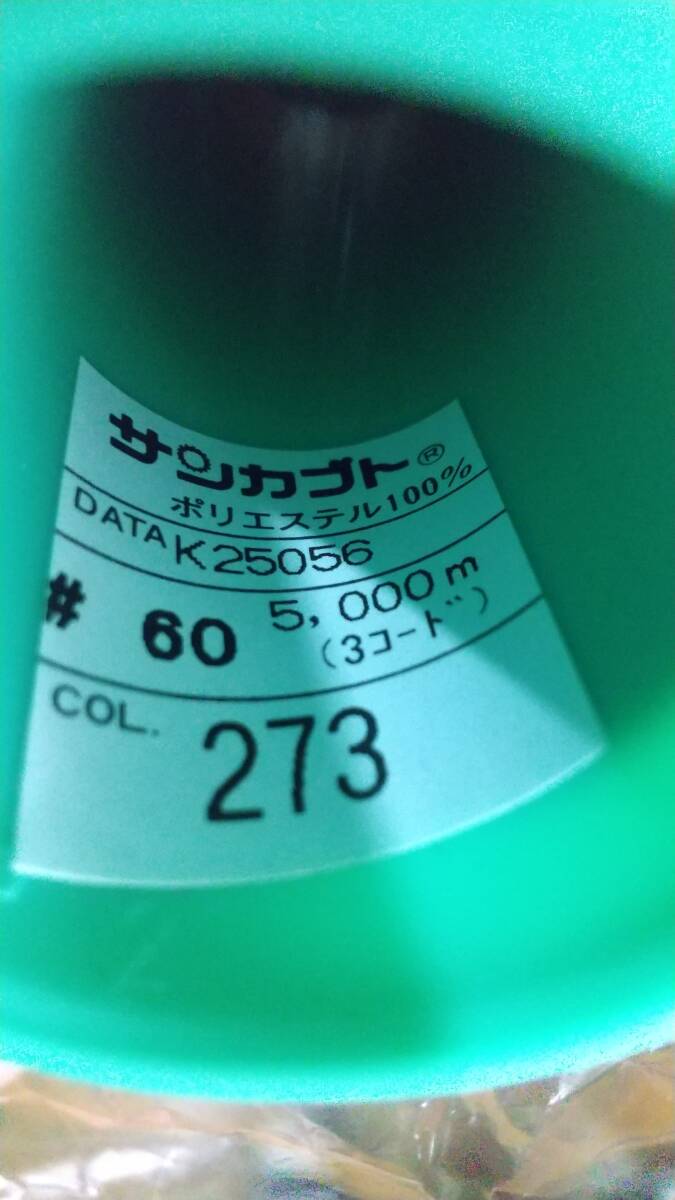 サンカブト®
ポリエステル100%
DATA K25056
# 60 5,000m
(3コード)
COL. 273